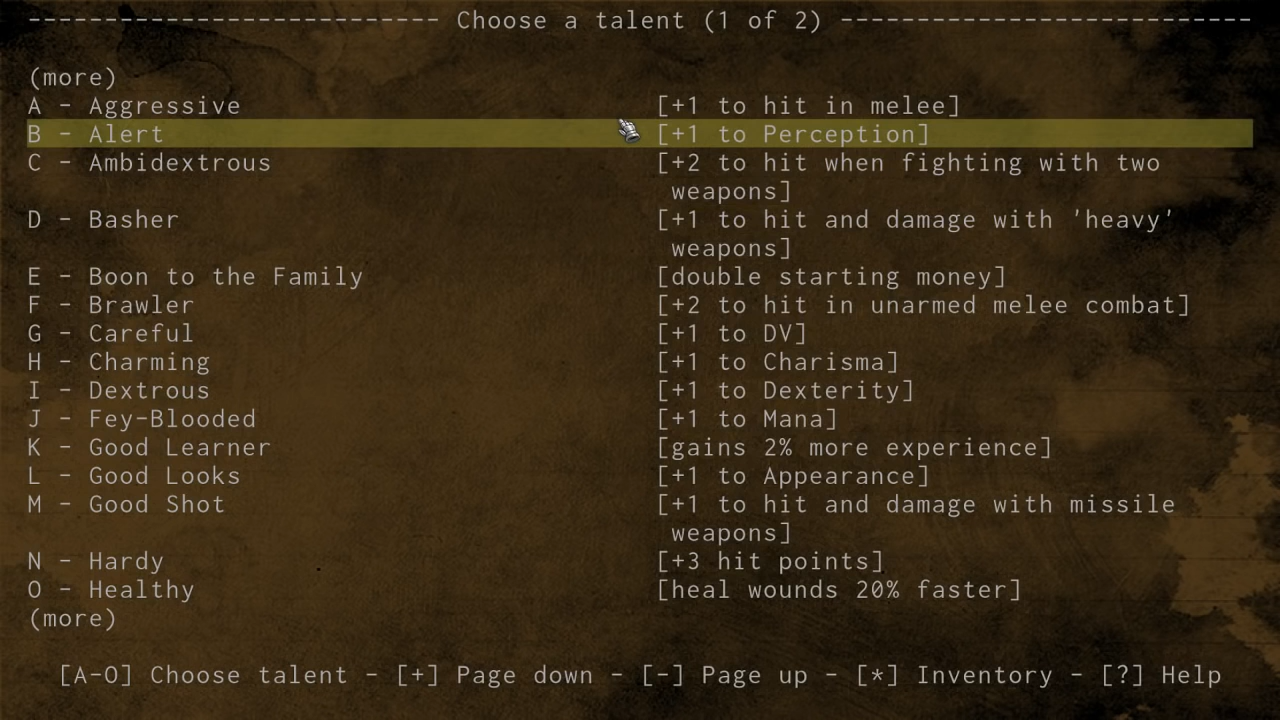 --------------------------- Choose a talent (1 of 2) ---------------------------
(more)
A - Aggressive [+1 to hit in melee]
B - Alert [+1 to Perception]
C - Ambidextrous [+2 to hit when fighting with two
weapons]
D - Basher [+1 to hit and damage with 'heavy'
weapons]
E - Boon to the Family [double starting money]
F - Brawler [+2 to hit in unarmed melee combat]
G - Careful [+1 to DV]
H - Charming [+1 to Charisma]
I - Dextrous [+1 to Dexterity]
J - Fey-Blooded [+1 to Mana]
K - Good Learner [gains 2% more experience]
L - Good Looks [+1 to Appearance]
M - Good Shot [+1 to hit and damage with missile
weapons]
N - Hardy [+3 hit points]
O - Healthy [heal wounds 20% faster]
(more)
[A-O] Choose talent - [+] Page down - [-] Page up - [*] Inventory - [?] Help